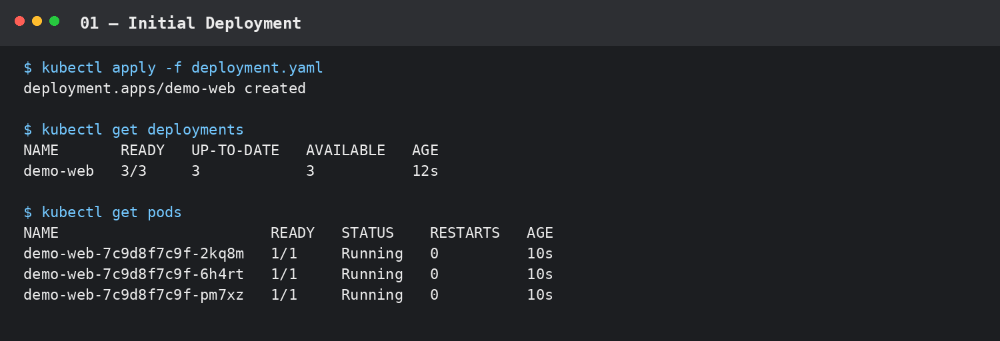 01 — Initial Deployment
$ kubectl apply -f deployment.yaml
deployment.apps/demo-web created
$ kubectl get deployments
NAME       READY   UP-TO-DATE   AVAILABLE   AGE
demo-web   3/3     3            3           12s
$ kubectl get pods
NAME                        READY   STATUS    RESTARTS   AGE
demo-web-7c9d8f7c9f-2kq8m   1/1     Running   0          10s
demo-web-7c9d8f7c9f-6h4rt   1/1     Running   0          10s
demo-web-7c9d8f7c9f-pm7xz   1/1     Running   0          10s